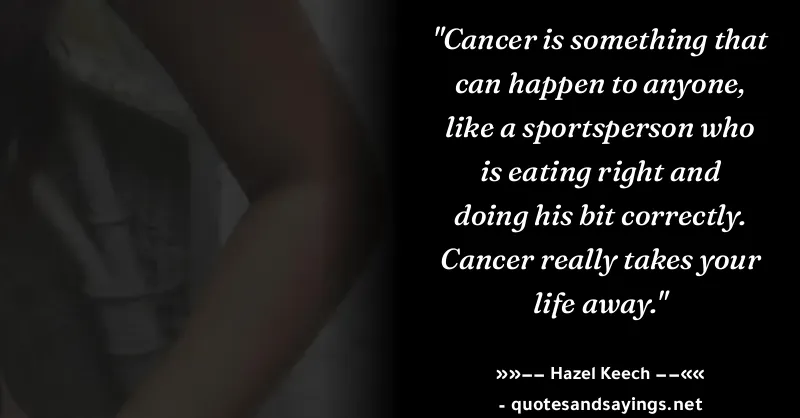 "Cancer is something that
can happen to anyone,
like a sportsperson who
is eating right and
doing his bit correctly.
Cancer really takes your
life away."
»»−− Hazel Keech −−««
- quotesandsayings.net